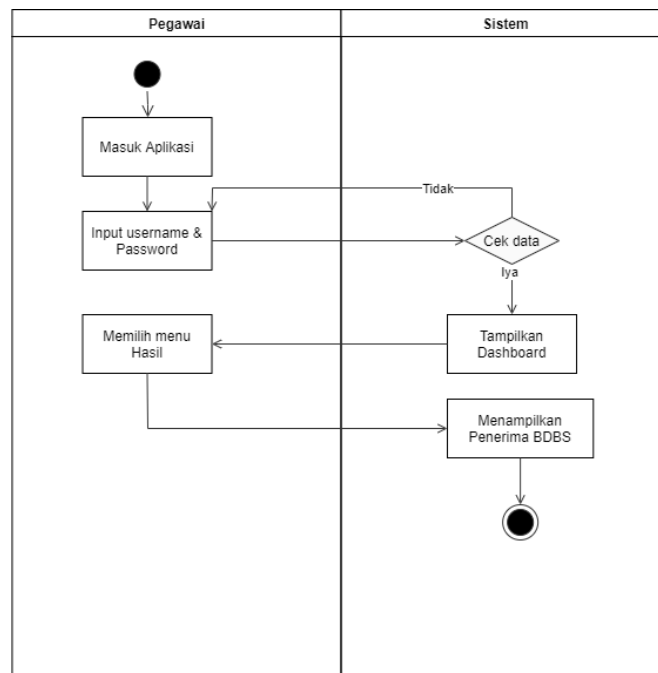 Pegawai
Sistem
Masuk Aplikasi
Tidak
Input username &
Password
Cek data
Iya
Memilih menu
Hasil
Tampilkan
Dashboard
Menampilkan
Penerima BDBS